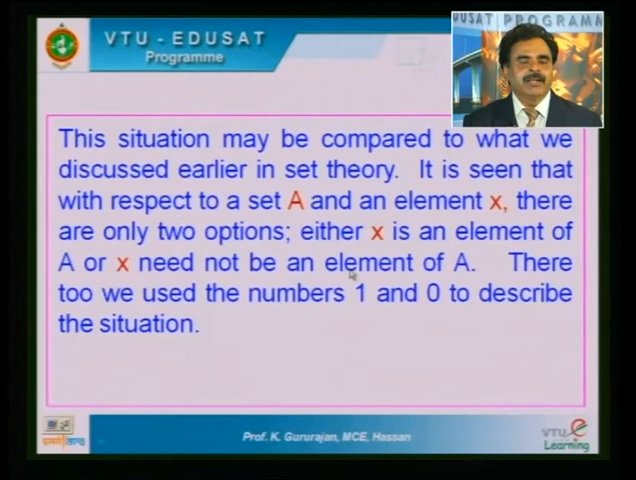 VTU - EDUSAT
Programme
DUSAT PROGRAMM
This situation may be compared to what we
discussed earlier in set theory. It is seen that
with respect to a set A and an element x, there
are only two options; either x is an element of
A or x need not be an element of A. There
too we used the numbers 1 and 0 to describe
the situation.
Prof. K. Gururajan, MCE, Hassan
VTU e
Learning